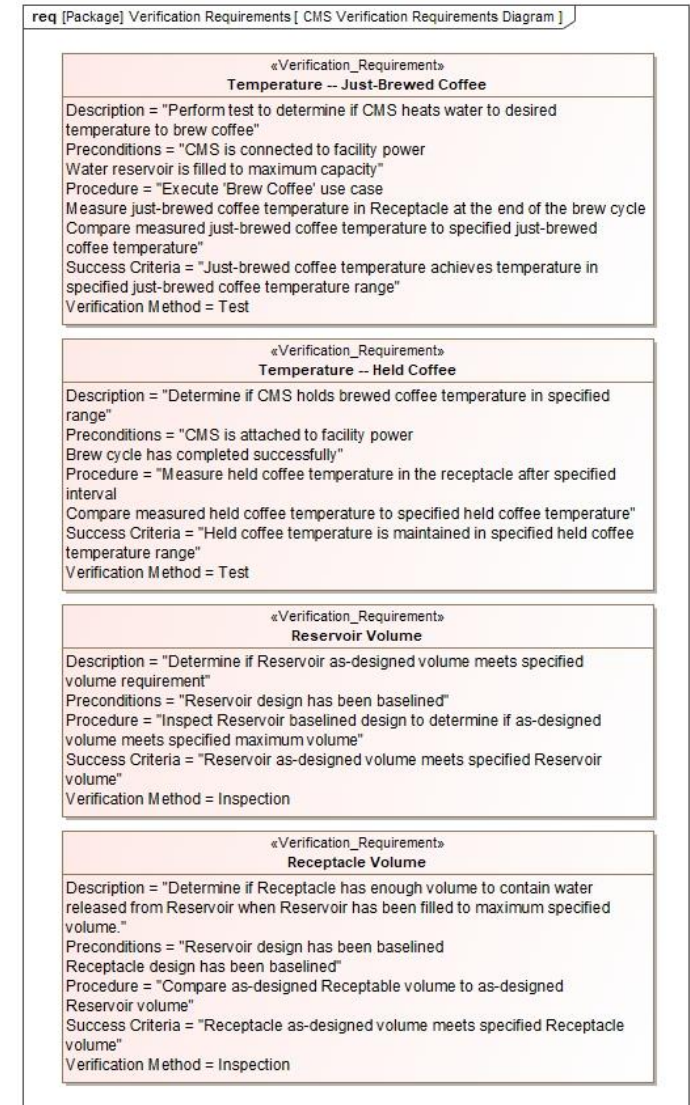 req [Package] Verification Requirements [ CMS Verification Requirements Diagram ]
«Verification_Requirement»
Temperature -- Just-Brewed Coffee
Description = "Perform test to determine if CMS heats water to desired
temperature to brew coffee"
Preconditions = "CMS is connected to facility power
Water reservoir is filled to maximum capacity"
Procedure = "Execute 'Brew Coffee' use case
Measure just-brewed coffee temperature in Receptacle at the end of the brew cycle
Compare measured just-brewed coffee temperature to specified just-brewed
coffee temperature"
Success Criteria = "Just-brewed coffee temperature achieves temperature in
specified just-brewed coffee temperature range"
Verification Method = Test
«Verification_Requirement»
Temperature -- Held Coffee
Description = "Determine if CMS holds brewed coffee temperature in specified
range"
Preconditions = "CMS is attached to facility power
Brew cycle has completed successfully"
Procedure = "Measure held coffee temperature in the receptacle after specified
interval
Compare measured held coffee temperature to specified held coffee temperature"
Success Criteria = "Held coffee temperature is maintained in specified held coffee
temperature range"
Verification Method = Test
«Verification_Requirement»
Reservoir Volume
Description = "Determine if Reservoir as-designed volume meets specified
volume requirement"
Preconditions = "Reservoir design has been baselined"
Procedure = "Inspect Reservoir baselined design to determine if as-designed
volume meets specified maximum volume"
Success Criteria = "Reservoir as-designed volume meets specified Reservoir
volume"
Verification Method = Inspection
«Verification_Requirement»
Receptacle Volume
Description = "Determine if Receptacle has enough volume to contain water
released from Reservoir when Reservoir has been filled to maximum specified
volume."
Preconditions = "Reservoir design has been baselined
Receptacle design has been baselined"
Procedure = "Compare as-designed Receptable volume to as-designed
Reservoir volume"
Success Criteria = "Receptacle as-designed volume meets specified Receptacle
volume"
Verification Method = Inspection